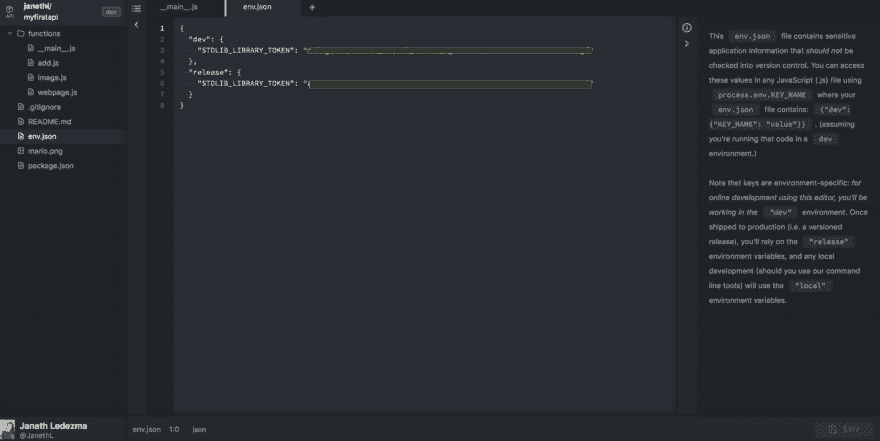 janethl/
myfirstapi
dev
API
functions
__main__.js
add.js
image.js
webpage.js
.gitignore
README.md
env.json
mario.png
package.json
__main__.js
env.json
+
1 {
2 "dev": {
3 "STDLIB_LIBRARY_TOKEN": "
4 },
5 "release": {
6 "STDLIB_LIBRARY_TOKEN": "
7 }
8 }
This env.json file contains sensitive
application information that should not be
checked into version control. You can access
these values in any JavaScript (.js) file using
process.env.KEY_NAME where your
env.json file contains: {"dev":
{"KEY_NAME": "value"}} . (assuming
you're running that code in a dev
environment.)
Note that keys are environment-specific: for
online development using this editor, you'll be
working in the "dev" environment. Once
shipped to production (i.e. a versioned
release), you'll rely on the "release"
environment variables, and any local
development (should you use our command
line tools) will use the "local"
environment variables.
Janeth Ledezma
@JanethL
env.json 1:0 json